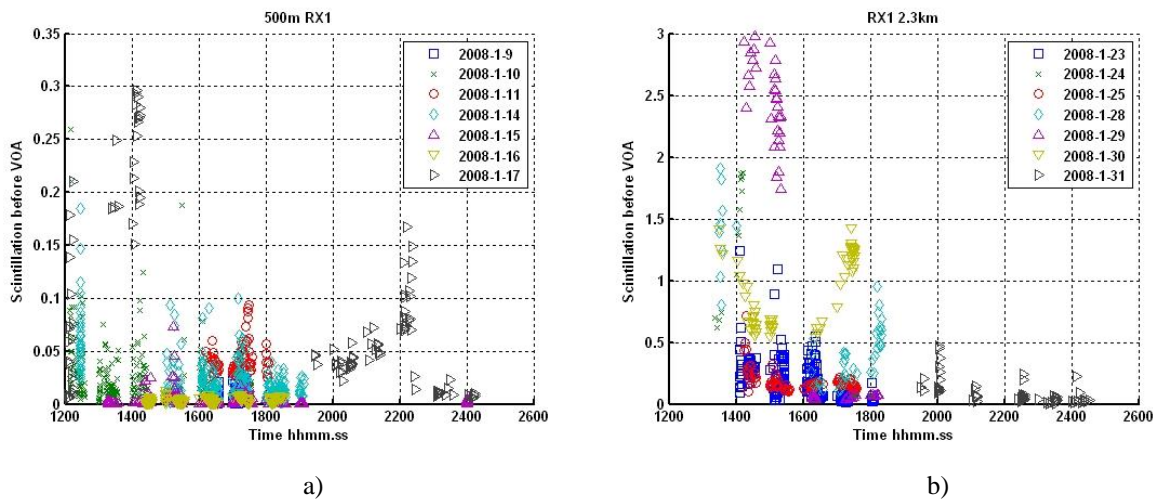 500m RX1
0.35
0.3
0.25
0.2
0.15
0.1
0.05
0
Scintillation before VOA
1200 1400 1600 1800 2000 2200 2400 2600
Time hhmm.ss
2008-1-9
2008-1-10
2008-1-11
2008-1-14
2008-1-15
2008-1-16
2008-1-17
a)
RX1 2.3km
3
2.5
2
1.5
1
0.5
0
Scintillation before VOA
1200 1400 1600 1800 2000 2200 2400 2600
Time hhmm.ss
2008-1-23
2008-1-24
2008-1-25
2008-1-28
2008-1-29
2008-1-30
2008-1-31
b)